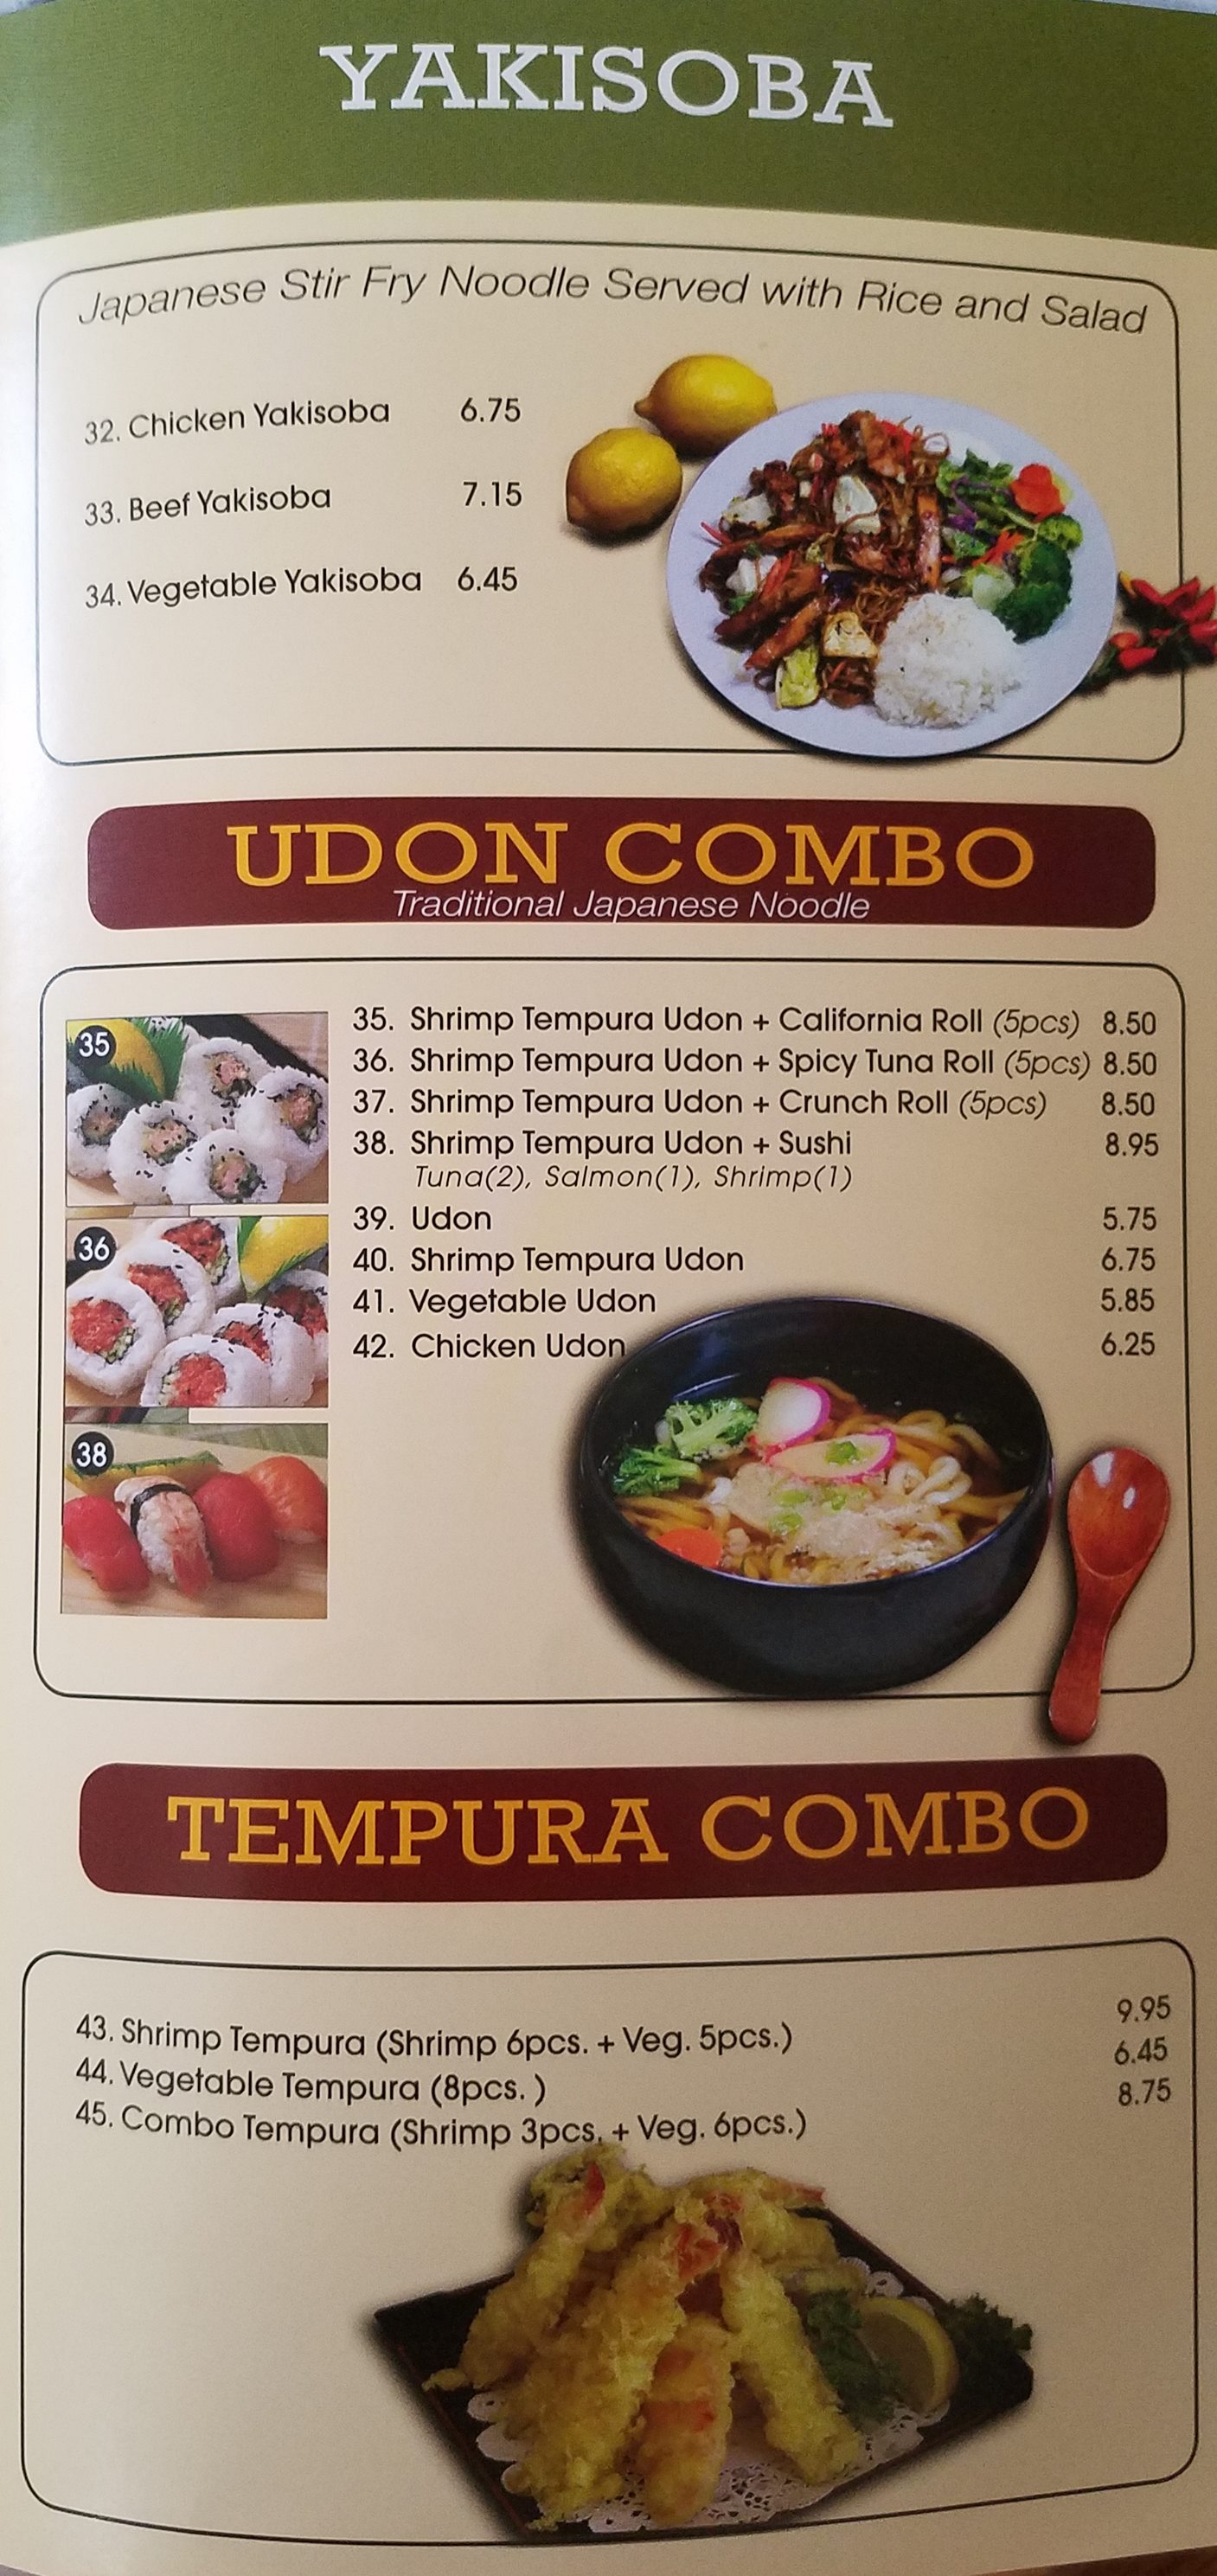 YAKISOBA
Japanese Stir Fry Noodle Served with Rice and Salad
32. Chicken Yakisoba 6.75
33. Beef Yakisoba 7.15
34. Vegetable Yakisoba 6.45
UDON COMBO
Traditional Japanese Noodle
35
36
38
35. Shrimp Tempura Udon + California Roll (5pcs) 8.50
36. Shrimp Tempura Udon + Spicy Tuna Roll (5pcs) 8.50
37. Shrimp Tempura Udon + Crunch Roll (5pcs) 8.50
38. Shrimp Tempura Udon + Sushi 8.95
Tuna(2), Salmon(1), Shrimp(1)
39. Udon 5.75
40. Shrimp Tempura Udon 6.75
41. Vegetable Udon 5.85
42. Chicken Udon 6.25
TEMPURA COMBO
43. Shrimp Tempura (Shrimp 6pcs. + Veg. 5pcs.) 9.95
44. Vegetable Tempura (8pcs. ) 6.45
45. Combo Tempura (Shrimp 3pcs. + Veg. 6pcs.) 8.75